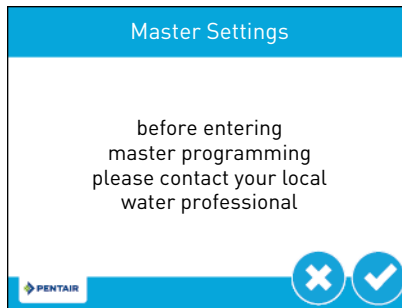 Master Settings
before entering
master programming
please contact your local
water professional
PENTAIR